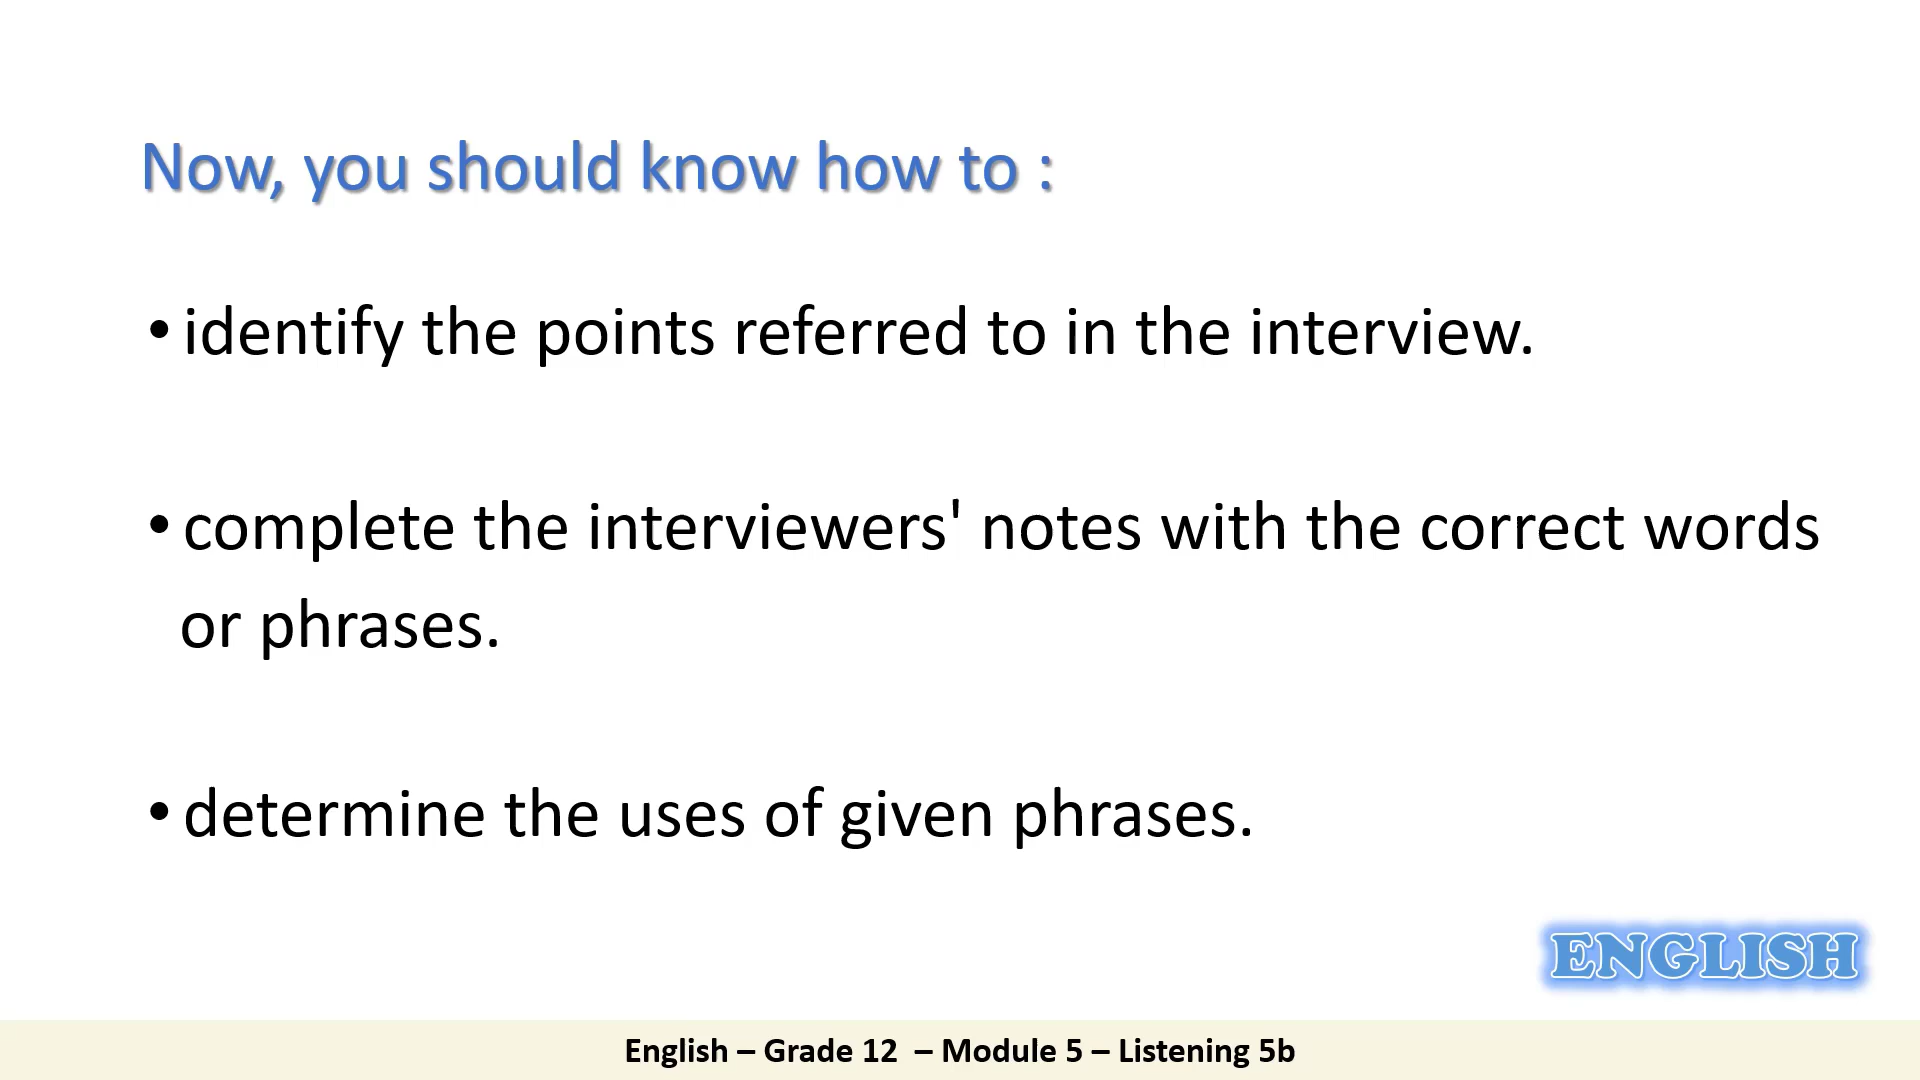 Now, you should know how to :
• identify the points referred to in the interview.
• complete the interviewers' notes with the correct words
or phrases.
• determine the uses of given phrases.
ENGLISH
English – Grade 12 – Module 5 – Listening 5b